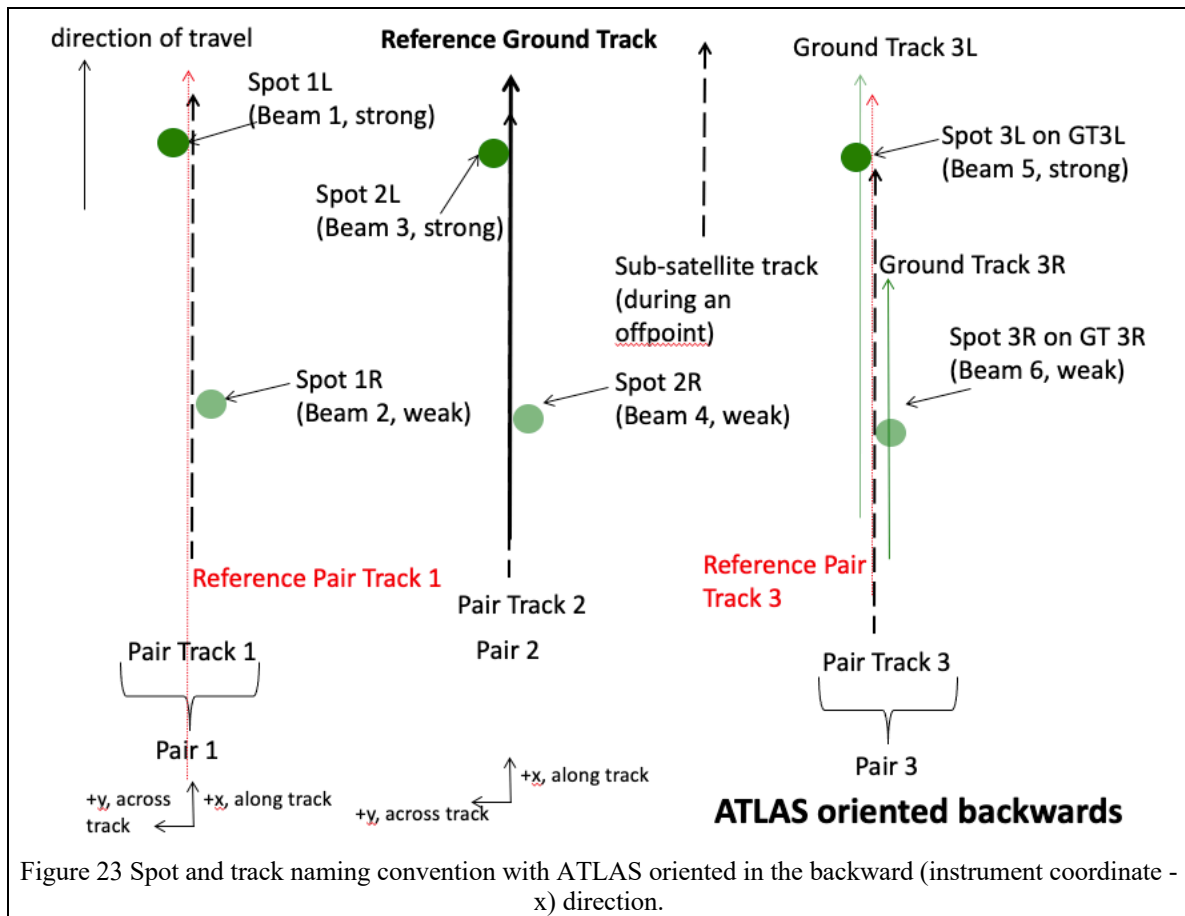 direction of travel
Reference Ground Track
Ground Track 3L
Spot 1L
(Beam 1, strong)
Spot 2L
(Beam 3, strong)
Spot 3L on GT3L
(Beam 5, strong)
Sub-satellite track
(during an
offpoint)
Ground Track 3R
Spot 1R
(Beam 2, weak)
Spot 2R
(Beam 4, weak)
Spot 3R on GT 3R
(Beam 6, weak)
Reference Pair Track 1
Reference Pair
Track 3
Pair Track 2
Pair 2
Pair Track 1
Pair Track 3
Pair 1
Pair 3
+y, across
track
+x, along track
+x, along track
+y, across track
ATLAS oriented backwards
Figure 23 Spot and track naming convention with ATLAS oriented in the backward (instrument coordinate -
x) direction.